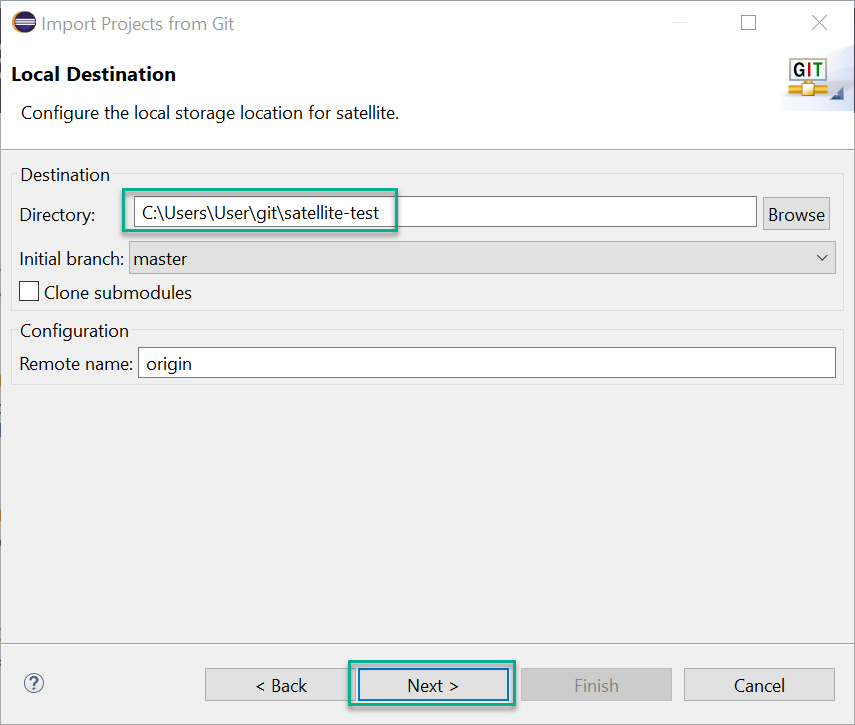 Import Projects from Git
Local Destination
GIT
Configure the local storage location for satellite.
Destination
Directory: C:\Users\User\git\satellite-test Browse
Initial branch: master
Clone submodules
Configuration
Remote name: origin
? < Back Next > Finish Cancel